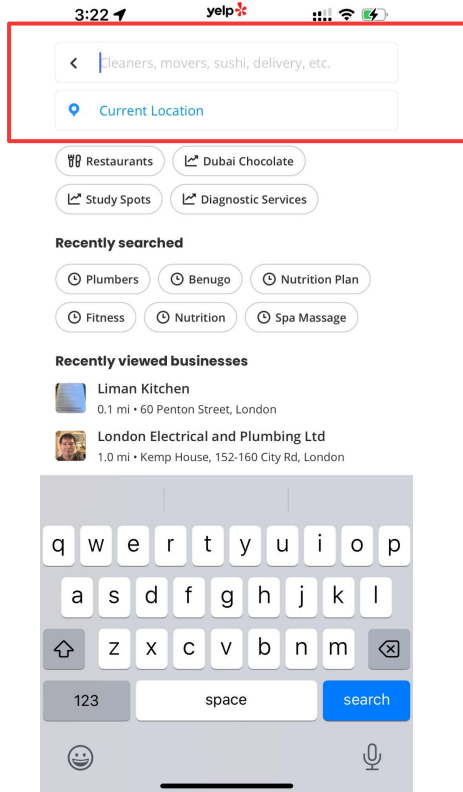 3:22
yelp
Cleaners, movers, sushi, delivery, etc.
Current Location
Restaurants
Dubai Chocolate
Study Spots
Diagnostic Services
Recently searched
Plumbers
Benugo
Nutrition Plan
Fitness
Nutrition
Spa Massage
Recently viewed businesses
Liman Kitchen
0.1 mi • 60 Penton Street, London
London Electrical and Plumbing Ltd
1.0 mi • Kemp House, 152-160 City Rd, London
q w e r t y u i o p
a s d f g h j k l
z x c v b n m
123 space search